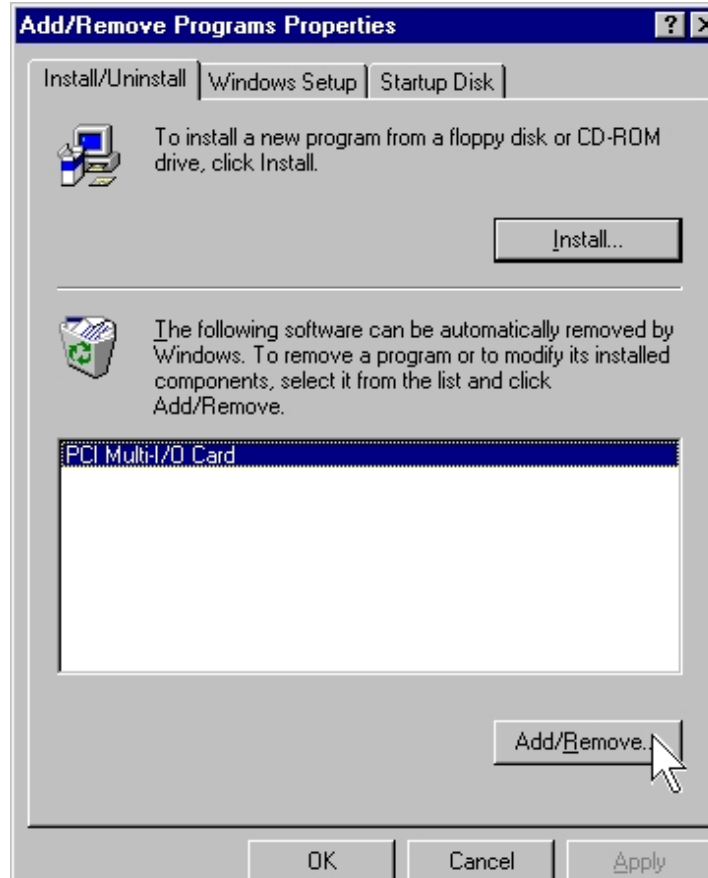 Add/Remove Programs Properties
Install/Uninstall
Windows Setup
Startup Disk
To install a new program from a floppy disk or CD-ROM
drive, click Install.
Install...
The following software can be automatically removed by
Windows. To remove a program or to modify its installed
components, select it from the list and click
Add/Remove.
PCI Multi-I/O Card
Add/Remove..
OK
Cancel
Apply